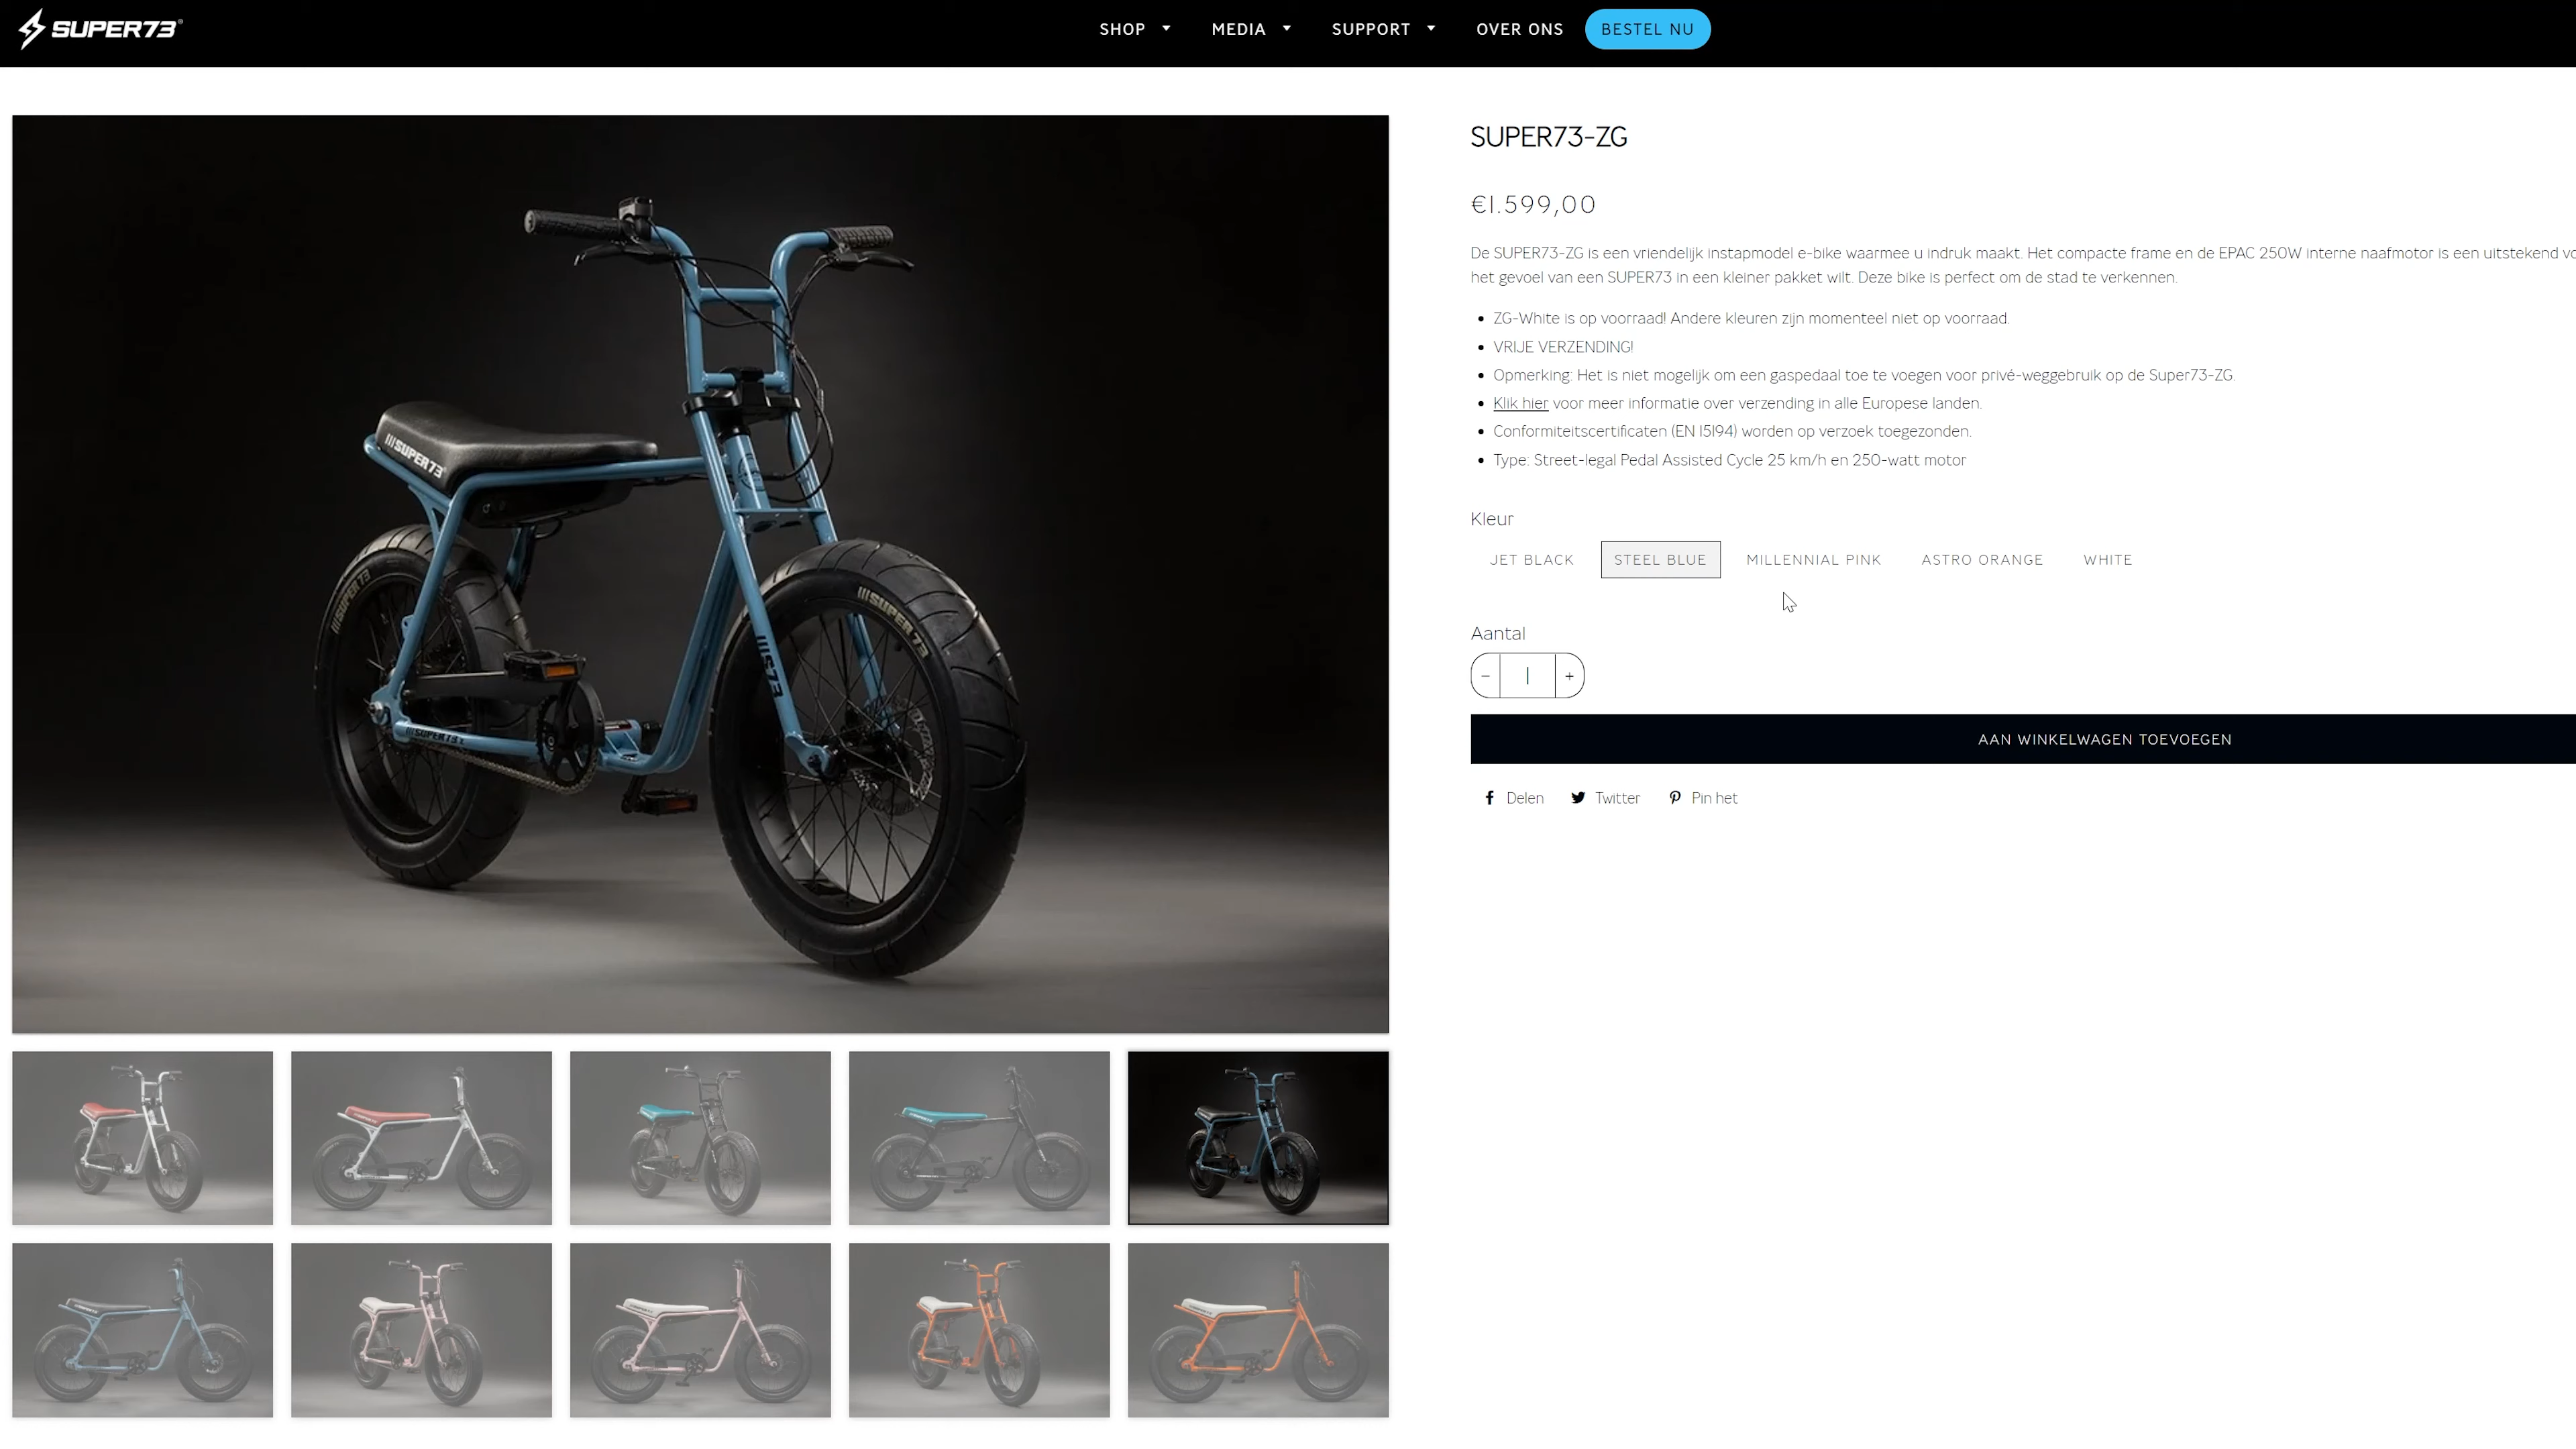 SUPER73
SHOP MEDIA SUPPORT OVER ONS BESTEL NU
SUPER73-ZG
€1.599,00
De SUPER73-ZG is een vriendelijk instapmodel e-bike waarmee u indruk maakt. Het compacte frame en de EPAC 250W interne naafmotor is een uitstekend
het gevoel van een SUPER73 in een kleiner pakket wilt. Deze bike is perfect om de stad te verkennen.
ZG-White is op voorraad! Andere kleuren zijn momenteel niet op voorraad.
VRIJE VERZENDING!
Opmerking: Het is niet mogelijk om een gaspedaal toe te voegen voor privé-weggebruik op de Super73-ZG.
Klik hier voor meer informatie over verzending in alle Europese landen.
Conformiteitscertificaten (EN 15194) worden op verzoek toegezonden.
Type: Street-legal Pedal Assisted Cycle 25 km/h en 250-watt motor
Kleur
JET BLACK STEEL BLUE MILLENNIAL PINK ASTRO ORANGE WHITE
Aantal
− 1 +
AAN WINKELWAGEN TOEVOEGEN
Delen Twitter Pin het
///SUPER73
SUPER73
///SUPER73
///S73
///SUPER73